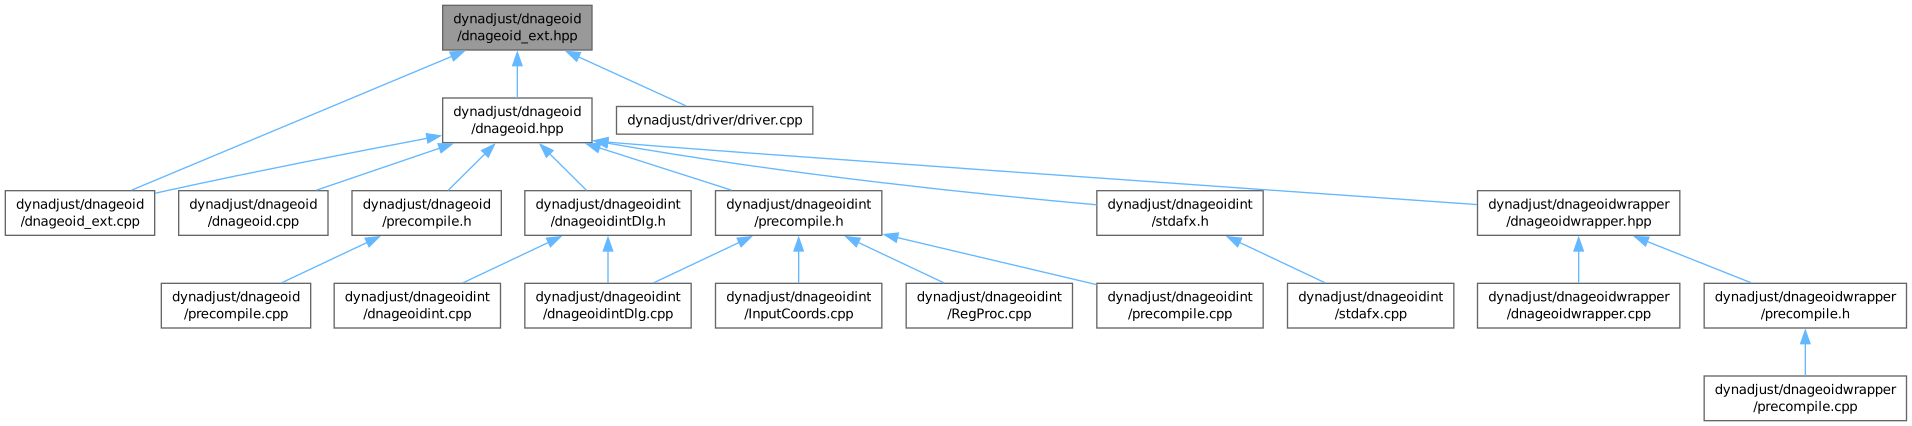 dynadjust/dnageoid
/dnageoid_ext.hpp
dynadjust/dnageoid
/dnageoid.hpp
dynadjust/driver/driver.cpp
dynadjust/dnageoid
/dnageoid_ext.cpp
dynadjust/dnageoid
/dnageoid.cpp
dynadjust/dnageoid
/precompile.h
dynadjust/dnageoidint
/dnageoidintDlg.h
dynadjust/dnageoidint
/precompile.h
dynadjust/dnageoidint
/stdafx.h
dynadjust/dnageoidwrapper
/dnageoidwrapper.hpp
dynadjust/dnageoid
/precompile.cpp
dynadjust/dnageoidint
/dnageoidint.cpp
dynadjust/dnageoidint
/dnageoidintDlg.cpp
dynadjust/dnageoidint
/InputCoords.cpp
dynadjust/dnageoidint
/RegProc.cpp
dynadjust/dnageoidint
/precompile.cpp
dynadjust/dnageoidint
/stdafx.cpp
dynadjust/dnageoidwrapper
/dnageoidwrapper.cpp
dynadjust/dnageoidwrapper
/precompile.h
dynadjust/dnageoidwrapper
/precompile.cpp